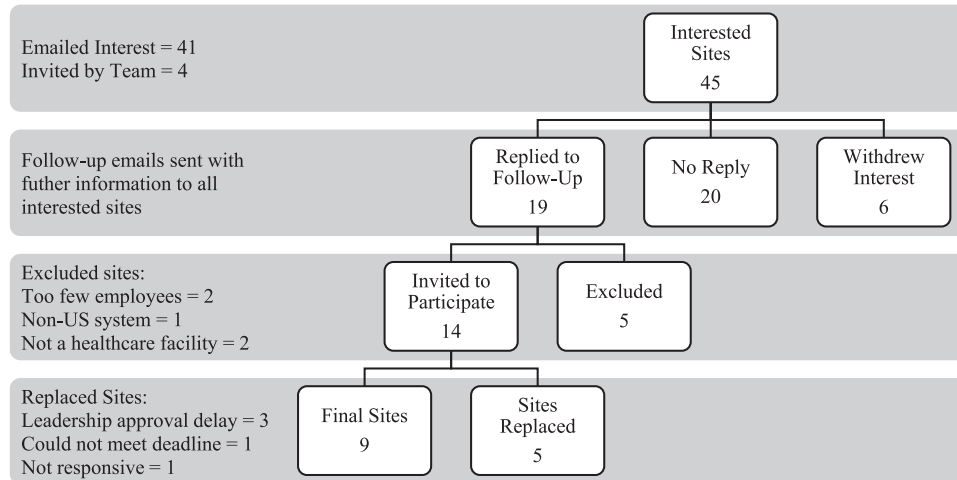 Emailed Interest = 41
Invited by Team = 4
Interested
Sites
45
Follow-up emails sent with
futher information to all
interested sites
Replied to
Follow-Up
19
No Reply
20
Withdrew
Interest
6
Excluded sites:
Too few employees = 2
Non-US system = 1
Not a healthcare facility = 2
Invited to
Participate
14
Excluded
5
Replaced Sites:
Leadership approval delay = 3
Could not meet deadline = 1
Not responsive = 1
Final Sites
9
Sites
Replaced
5